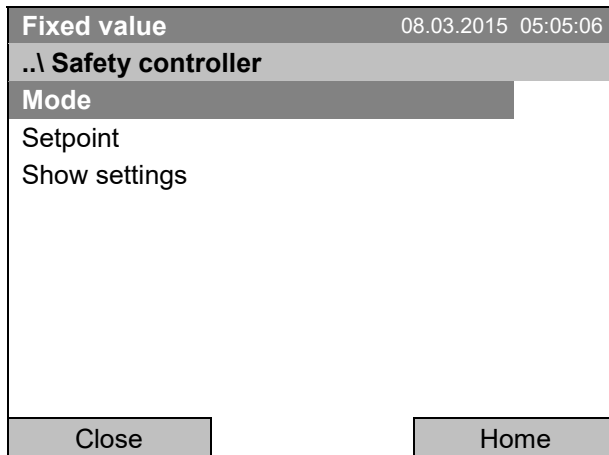 Fixed value 08.03.2015 05:05:06
..\ Safety controller
Mode
Setpoint
Show settings
Close Home